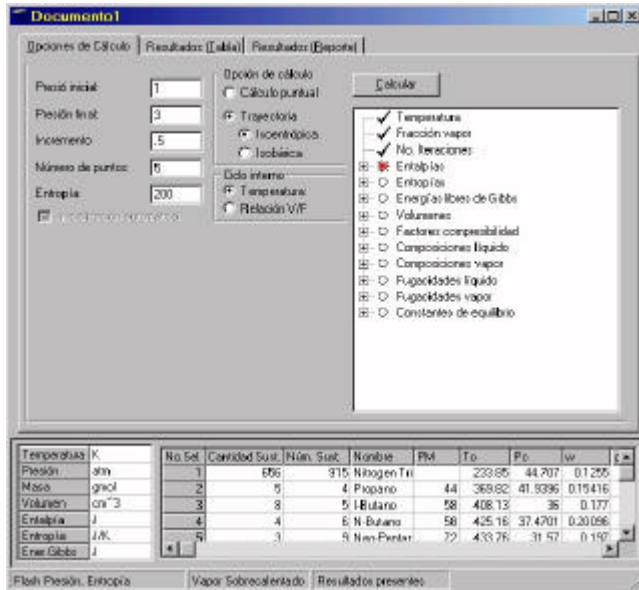 Documento1
Opciones de Cálculo
Resultados (Tabla)
Resultados (Reporte)
Presió inicial:
1
Presión final:
3
Incremento
.5
Número de puntos:
5
Entropía:
200
Opción de cálculo
Cálculo puntual
Trayectoria
Isoentrópica
Isobárica
Ciclo interno
Temperatura
Relación V/F
Calcular
Temperatura
Fracción vapor
No. Iteraciones
Entalpías
Entropías
Energías libres de Gibbs
Volumenes
Factores compresibilidad
Composiciones líquido
Composiciones vapor
Fugacidades líquido
Fugacidades vapor
Constantes de equilibrio
Temperatura K
Presión atm
Masa gmol
Volumen cm^3
Entalpía J
Entropía J/K
Ener.Gibbs J
No.Sel. Cantidad Sust. Núm. Sust. Nombre PM Tc Pc w
1 656 915 Nitrogen Tri 233.85 44.707 0.1255
2 5 4 Propano 44 369.82 41.9396 0.15416
3 8 5 I-Butano 58 408.13 36 0.177
4 4 6 N-Butano 58 425.16 37.4701 0.20096
5 3 9 Neo-Pentar 72 433.76 31.57 0.197
Flash Presión, Entropía
Vapor Sobrecalentado
Resultados presentes